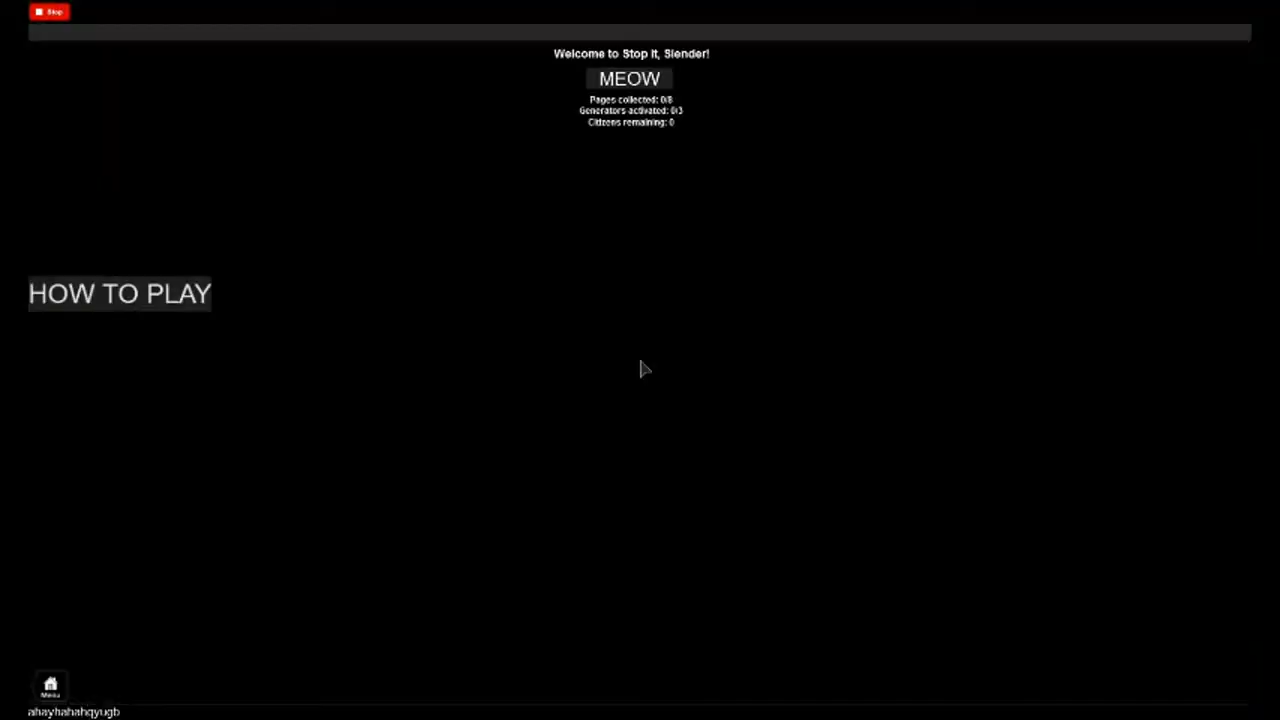 Stop
Welcome to Stop it, Slender!
MEOW
Pages collected: 0/8
Generators activated: 0/3
Citizens remaining: 0
HOW TO PLAY
Menu
ahayhahahqyugb